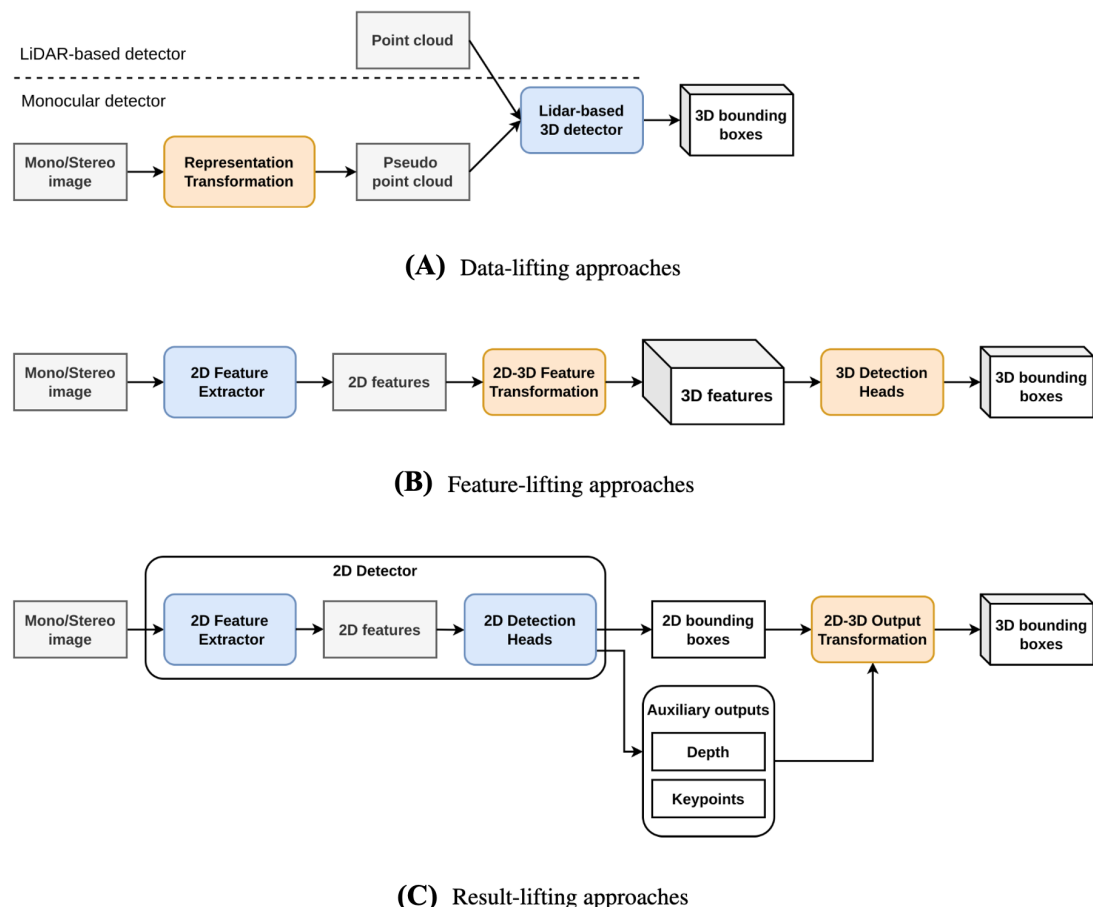 Point cloud
LiDAR-based detector
Monocular detector
Lidar-based
3D detector
3D bounding
boxes
Mono/Stereo
image
Representation
Transformation
Pseudo
point cloud
(A) Data-lifting approaches
Mono/Stereo
image
2D Feature
Extractor
2D features
2D-3D Feature
Transformation
3D features
3D Detection
Heads
3D bounding
boxes
(B) Feature-lifting approaches
2D Detector
Mono/Stereo
image
2D Feature
Extractor
2D features
2D Detection
Heads
2D bounding
boxes
2D-3D Output
Transformation
3D bounding
boxes
Auxiliary outputs
Depth
Keypoints
(C) Result-lifting approaches